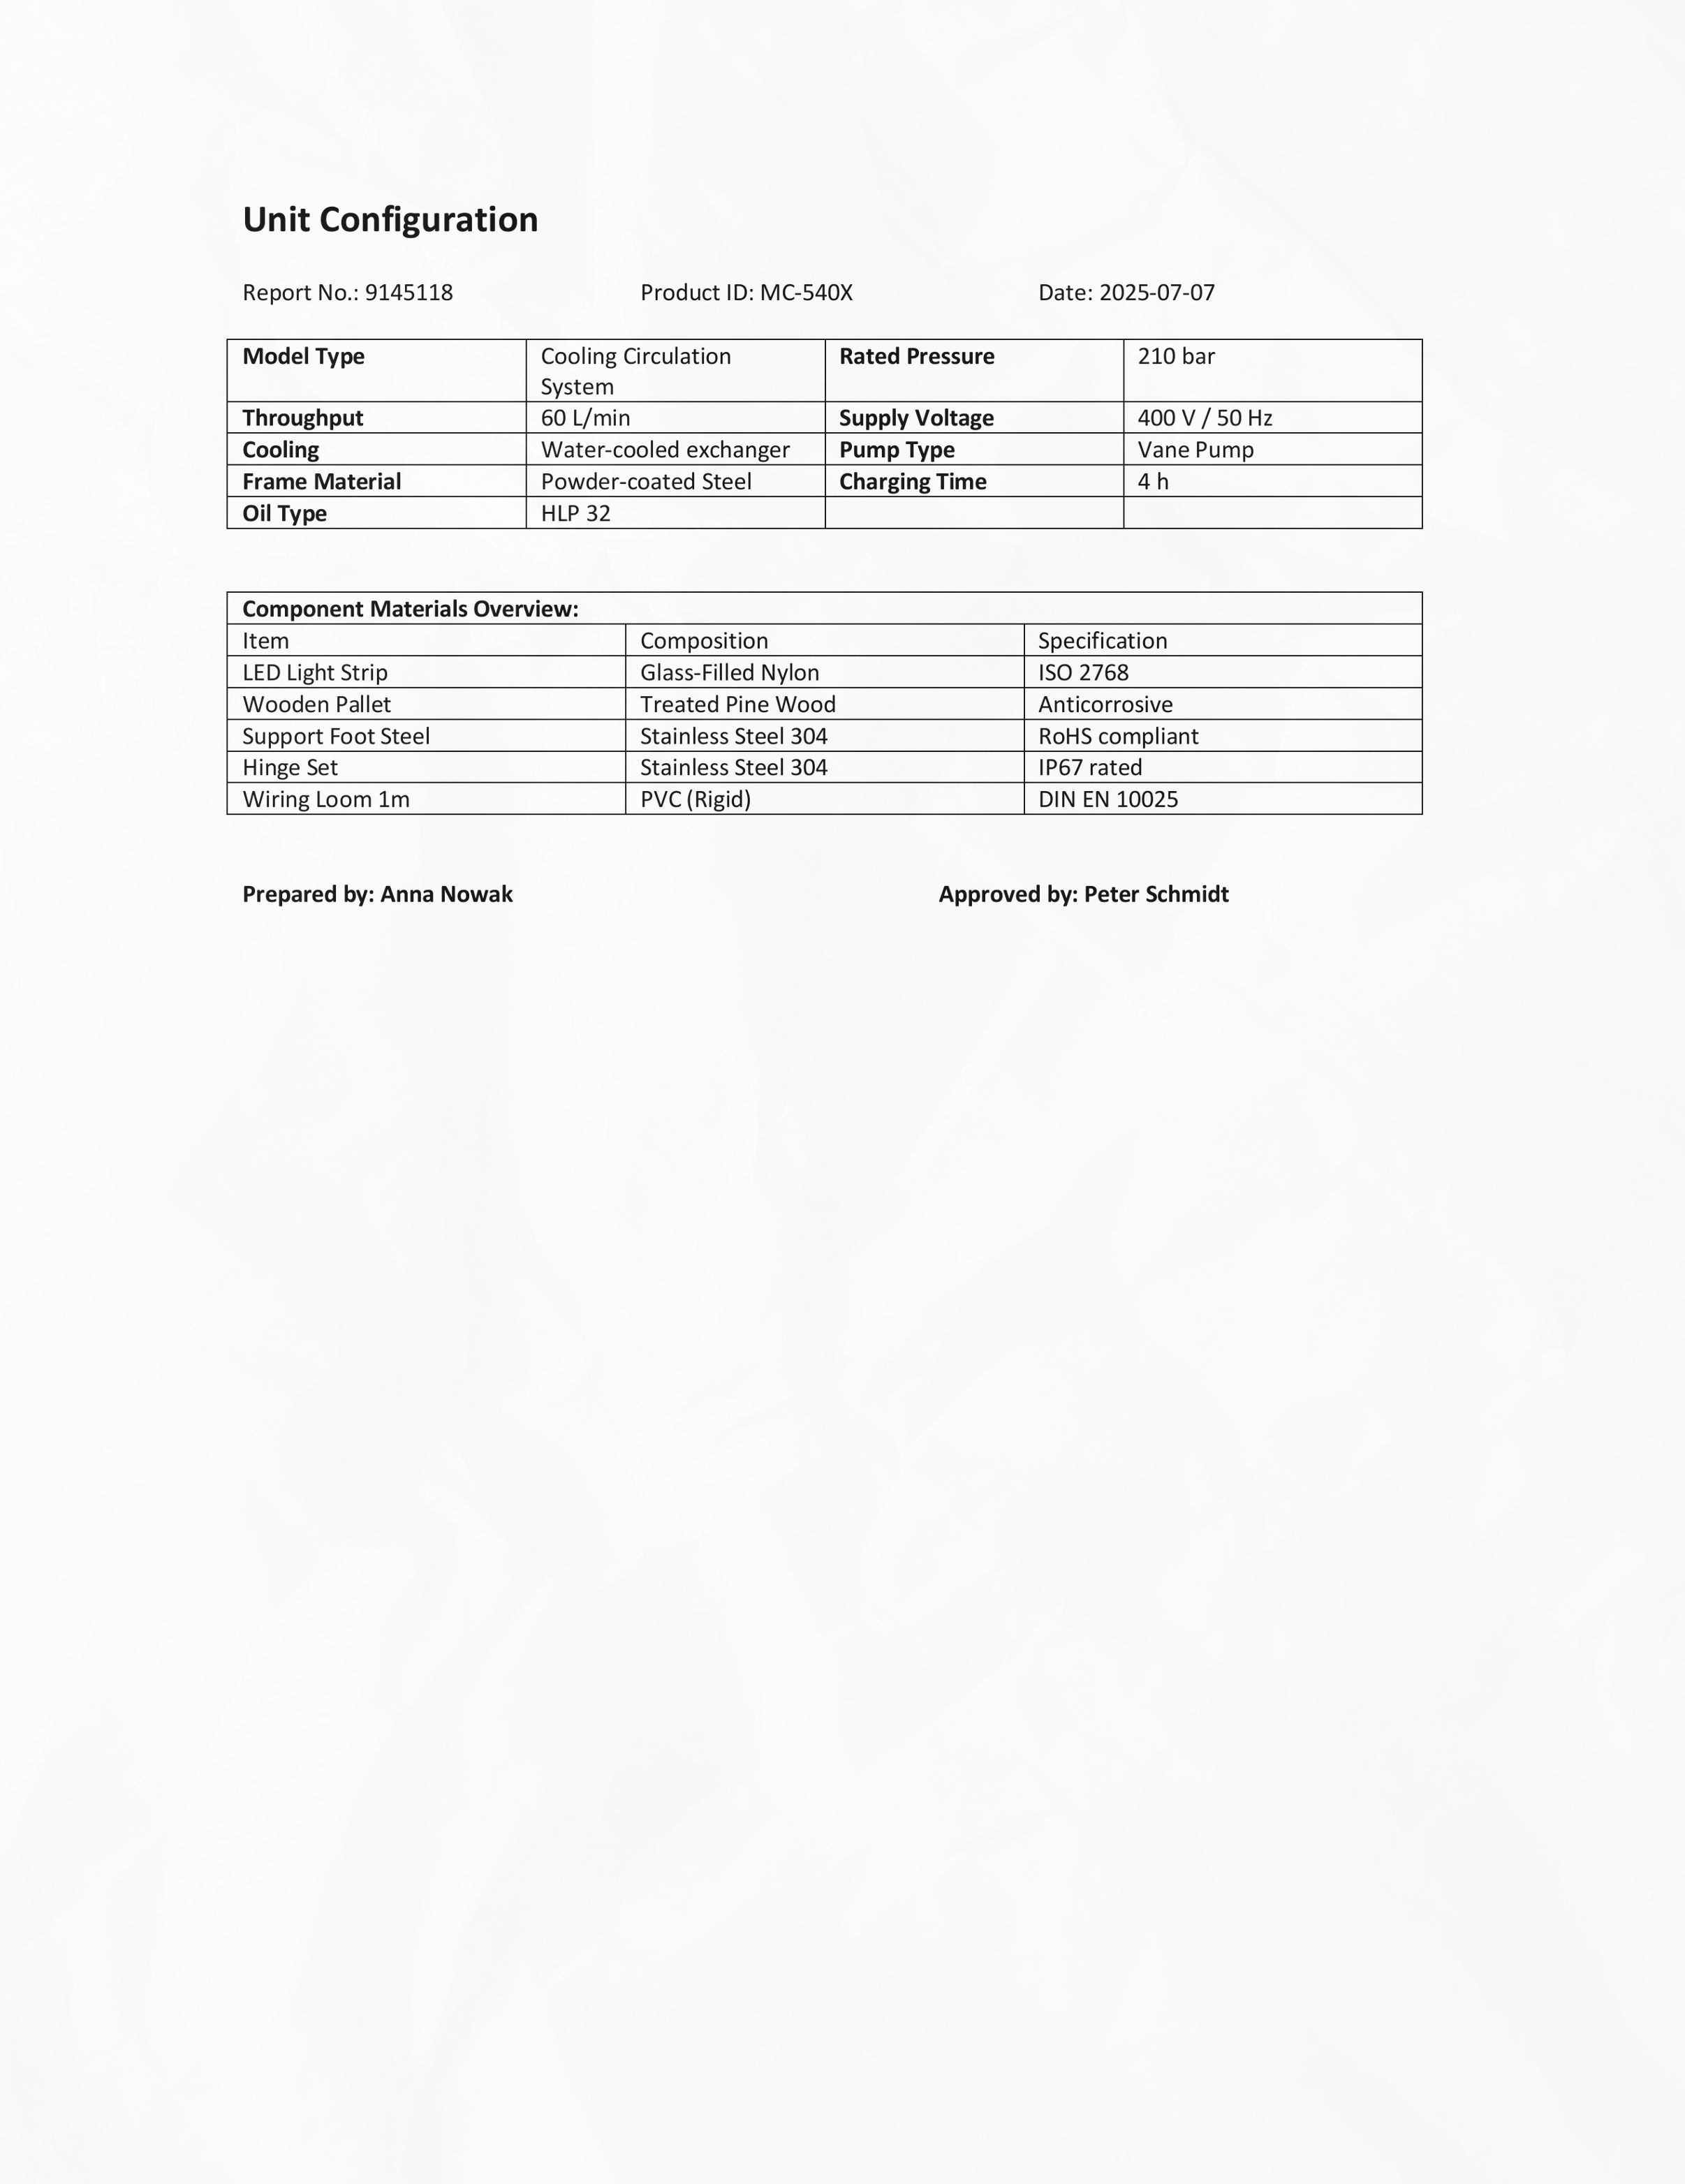 Unit Configuration
Report No.: 9145118 Product ID: MC-540X Date: 2025-07-07
Model Type Cooling Circulation System Rated Pressure 210 bar
Throughput 60 L/min Supply Voltage 400 V / 50 Hz
Cooling Water-cooled exchanger Pump Type Vane Pump
Frame Material Powder-coated Steel Charging Time 4 h
Oil Type HLP 32
Component Materials Overview:
Item Composition Specification
LED Light Strip Glass-Filled Nylon ISO 2768
Wooden Pallet Treated Pine Wood Anticorrosive
Support Foot Steel Stainless Steel 304 RoHS compliant
Hinge Set Stainless Steel 304 IP67 rated
Wiring Loom 1m PVC (Rigid) DIN EN 10025
Prepared by: Anna Nowak Approved by: Peter Schmidt